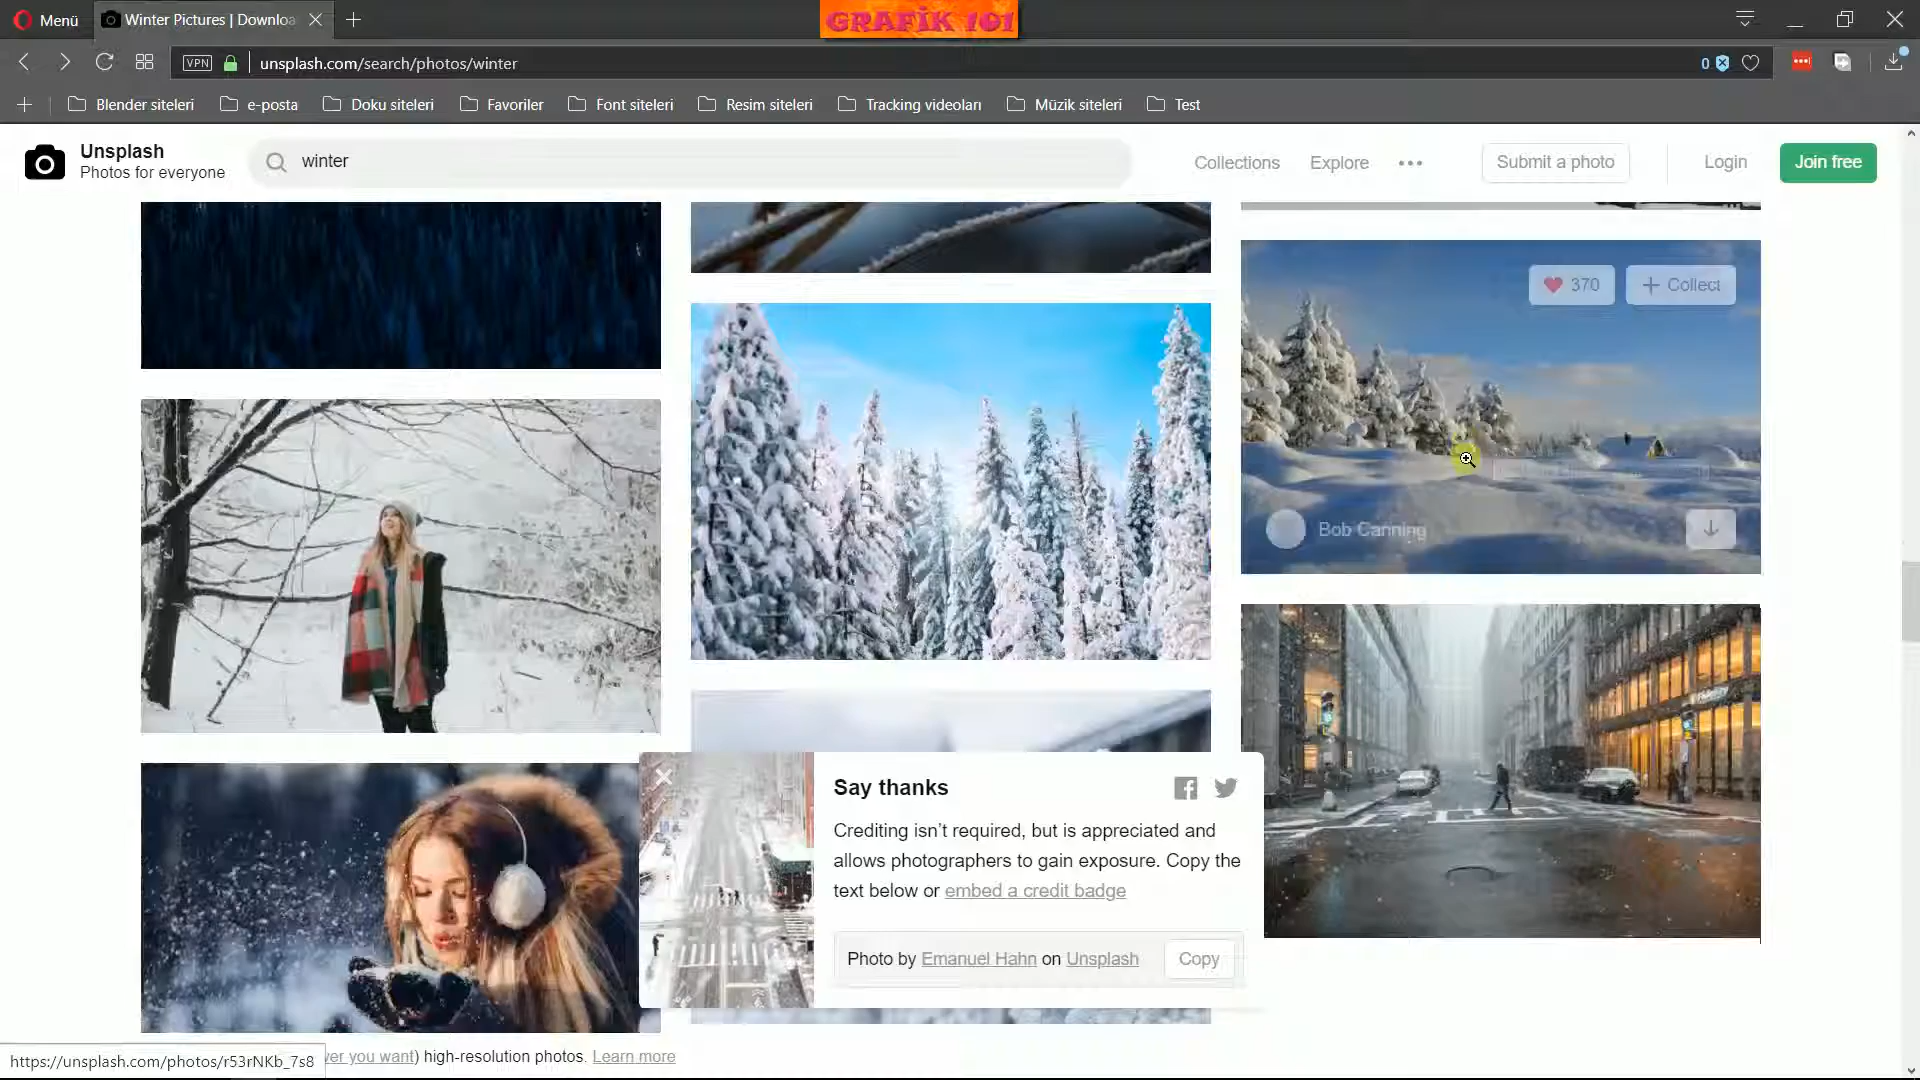 Menü
Winter Pictures | Downloa
GRAFİK 101
VPN
unsplash.com/search/photos/winter
0
Blender siteleri
e-posta
Doku siteleri
Favoriler
Font siteleri
Resim siteleri
Tracking videoları
Müzik siteleri
Test
Unsplash
Photos for everyone
winter
Collections
Explore
Submit a photo
Login
Join free
370
Collect
Bob Canning
Say thanks
Crediting isn't required, but is appreciated and
allows photographers to gain exposure. Copy the
text below or embed a credit badge
Photo by Emanuel Hahn on Unsplash
Copy
https://unsplash.com/photos/r53rNKb_7s8
ver you want) high-resolution photos. Learn more